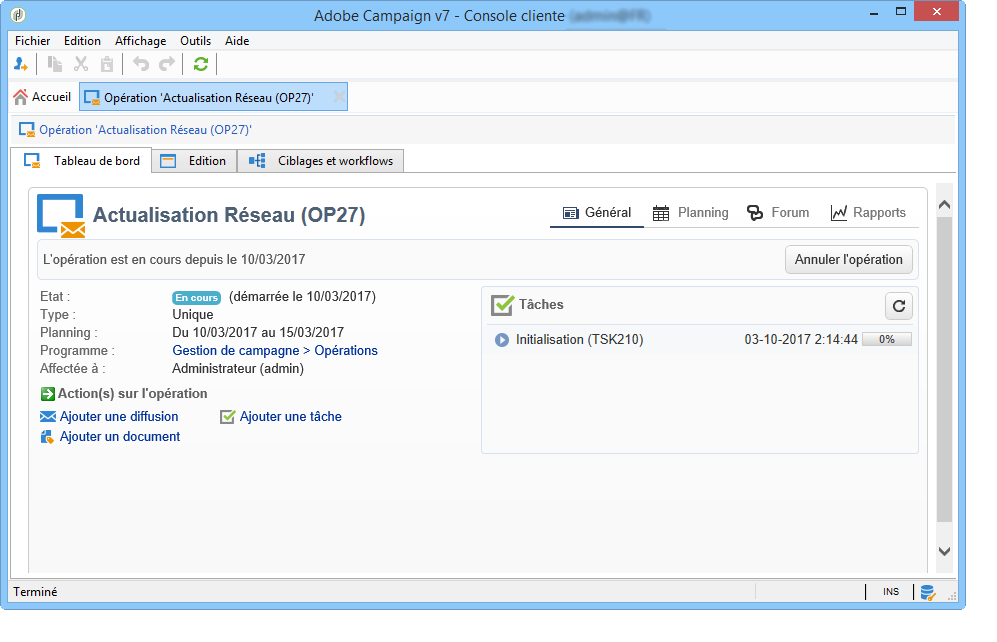 Adobe Campaign v7 - Console cliente
Fichier Edition Affichage Outils Aide
Accueil Opération 'Actualisation Réseau (OP27)'
Opération 'Actualisation Réseau (OP27)'
Tableau de bord Edition Ciblages et workflows
Actualisation Réseau (OP27) Général Planning Forum Rapports
L'opération est en cours depuis le 10/03/2017 Annuler l'opération
Etat : En cours (démarrée le 10/03/2017)
Type : Unique
Planning : Du 10/03/2017 au 15/03/2017
Programme : Gestion de campagne > Opérations
Affectée à : Administrateur (admin)
Action(s) sur l'opération
Ajouter une diffusion Ajouter une tâche
Ajouter un document
Tâches
Initialisation (TSK210) 03-10-2017 2:14:44 0%
Terminé INS